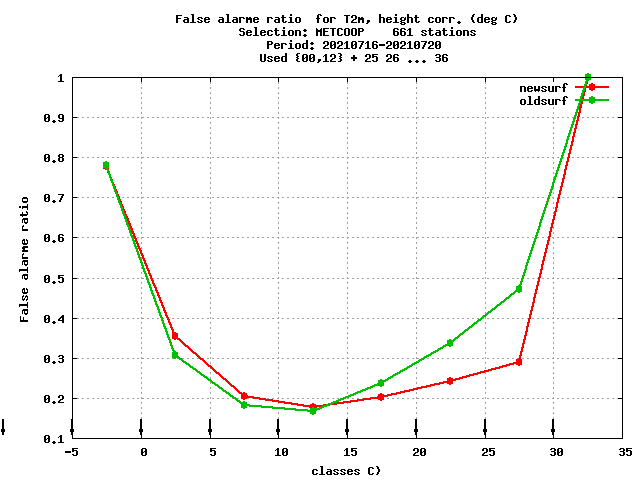 False alarme ratio  for T2m, height corr. (deg C)
Selection: METCOOP    661 stations
Period: 20210716-20210720
Used {00,12} + 25 26 ... 36
newsurf
oldsurf
1
0.9
0.8
0.7
0.6
0.5
0.4
0.3
0.2
0.1
False alarme ratio
-5 0 5 10 15 20 25 30 35
classes C)